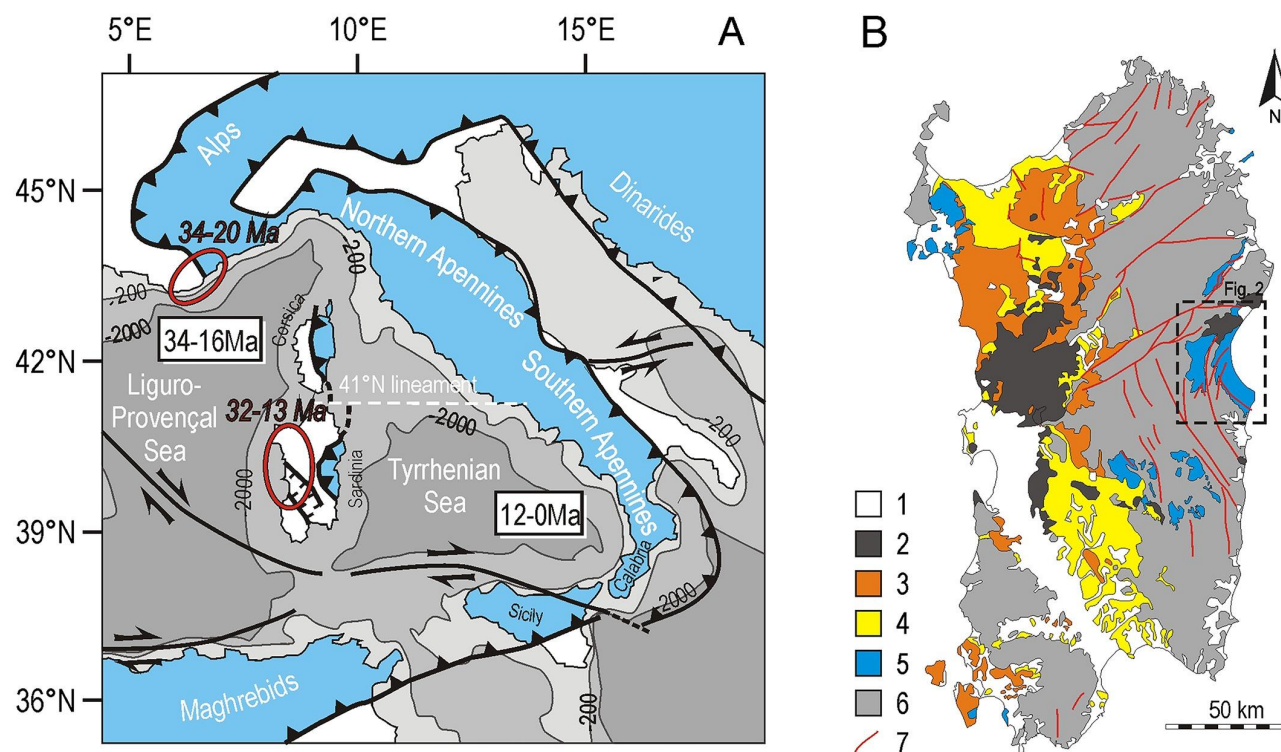 5°E
10°E
15°E
A
B
N
Alps
45°N
Dinarides
34-20 Ma
Northern Apennines
200
-200
-2000
Corsica
34-16Ma
Fig. 2
42°N
Southern Apennines
41°N lineament
Liguro-
Provençal
Sea
32-13 Ma
-2000
-200
Sardinia
2000
Tyrrhenian
Sea
12-0Ma
39°N
Calabria
Sicily
2000
Maghrebids
36°N
200
1
2
3
4
5
6
7
50 km